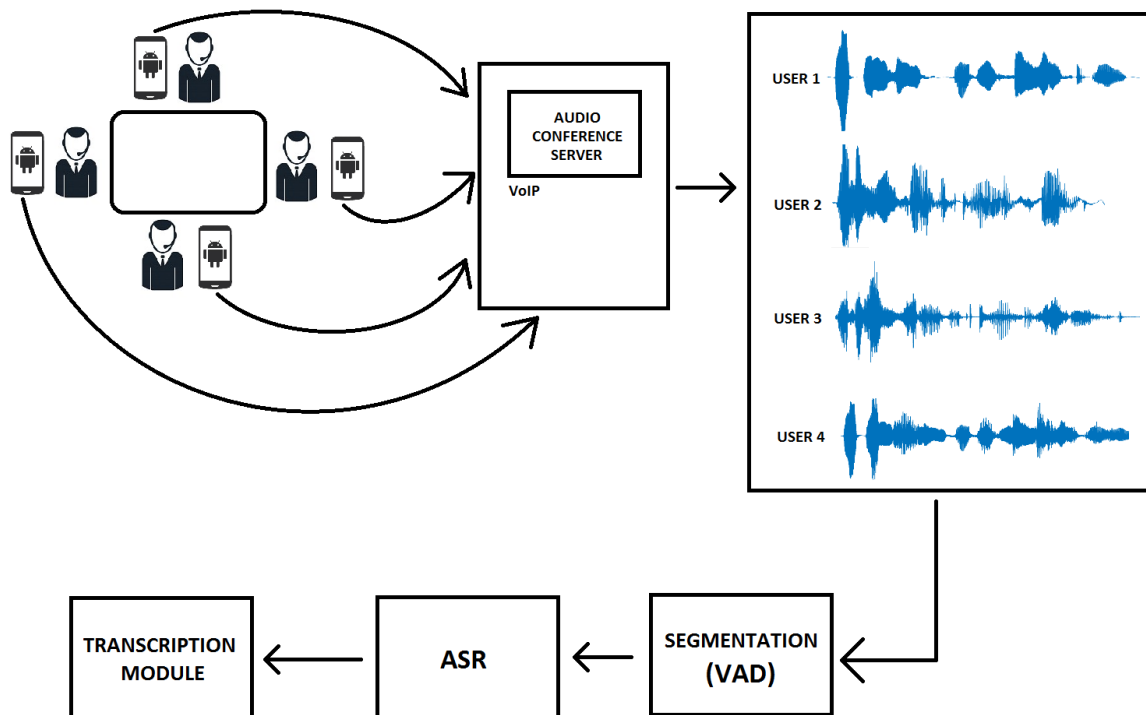 AUDIO
CONFERENCE
SERVER
VoIP
USER 1
USER 2
USER 3
USER 4
SEGMENTATION
(VAD)
ASR
TRANSCRIPTION
MODULE